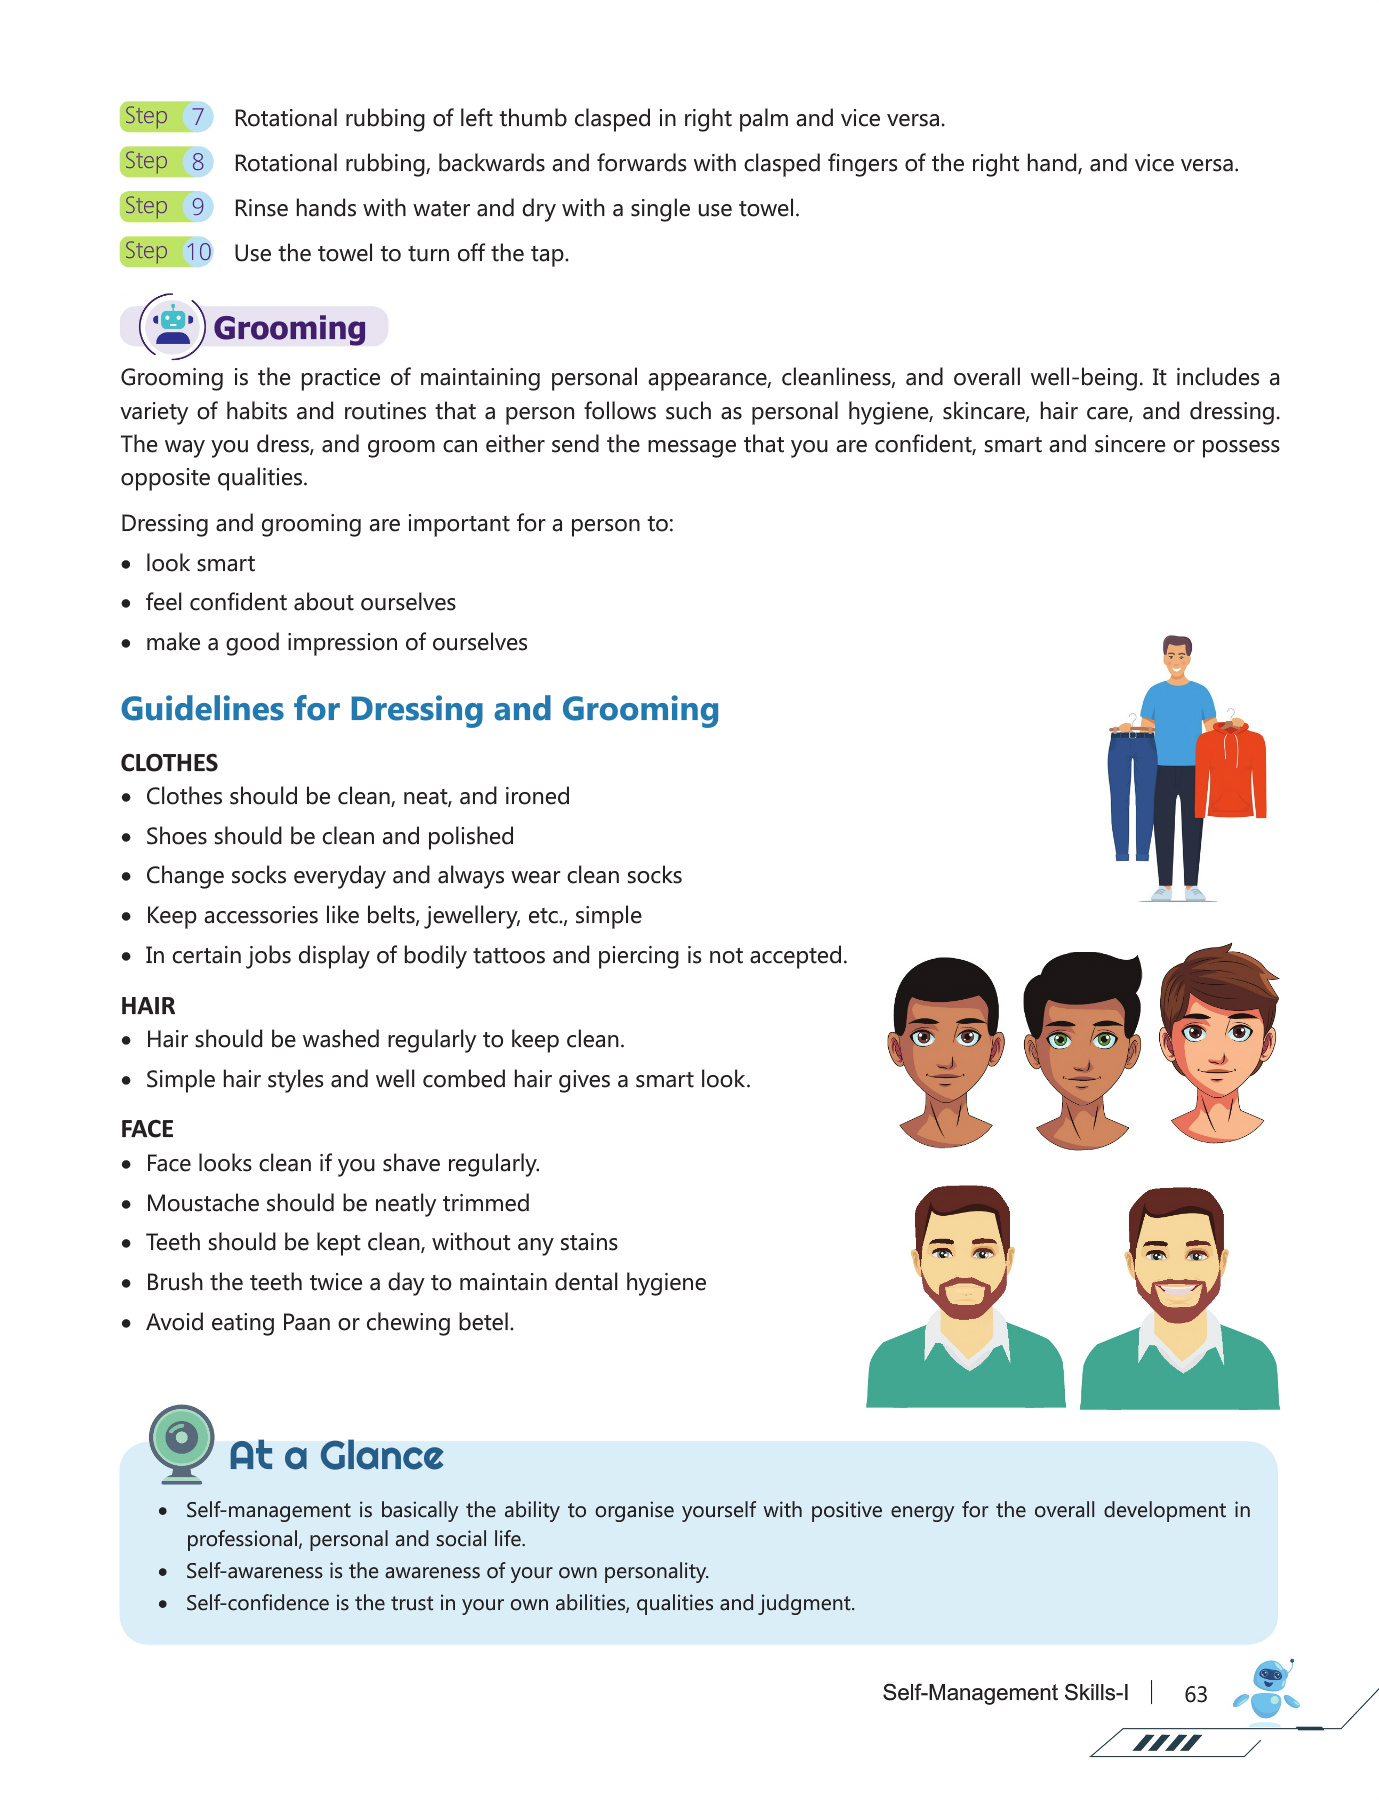 Step 7 Rotational rubbing of left thumb clasped in right palm and vice versa.
Step 8 Rotational rubbing, backwards and forwards with clasped fingers of the right hand, and vice versa.
Step 9 Rinse hands with water and dry with a single use towel.
Step 10 Use the towel to turn off the tap.
Grooming
Grooming is the practice of maintaining personal appearance, cleanliness, and overall well-being. It includes a
variety of habits and routines that a person follows such as personal hygiene, skincare, hair care, and dressing.
The way you dress, and groom can either send the message that you are confident, smart and sincere or possess
opposite qualities.
Dressing and grooming are important for a person to:
• look smart
• feel confident about ourselves
• make a good impression of ourselves
Guidelines for Dressing and Grooming
CLOTHES
• Clothes should be clean, neat, and ironed
• Shoes should be clean and polished
• Change socks everyday and always wear clean socks
• Keep accessories like belts, jewellery, etc., simple
• In certain jobs display of bodily tattoos and piercing is not accepted.
HAIR
• Hair should be washed regularly to keep clean.
• Simple hair styles and well combed hair gives a smart look.
FACE
• Face looks clean if you shave regularly.
• Moustache should be neatly trimmed
• Teeth should be kept clean, without any stains
• Brush the teeth twice a day to maintain dental hygiene
• Avoid eating Paan or chewing betel.
At a Glance
• Self-management is basically the ability to organise yourself with positive energy for the overall development in
professional, personal and social life.
• Self-awareness is the awareness of your own personality.
• Self-confidence is the trust in your own abilities, qualities and judgment.
Self-Management Skills-I 63